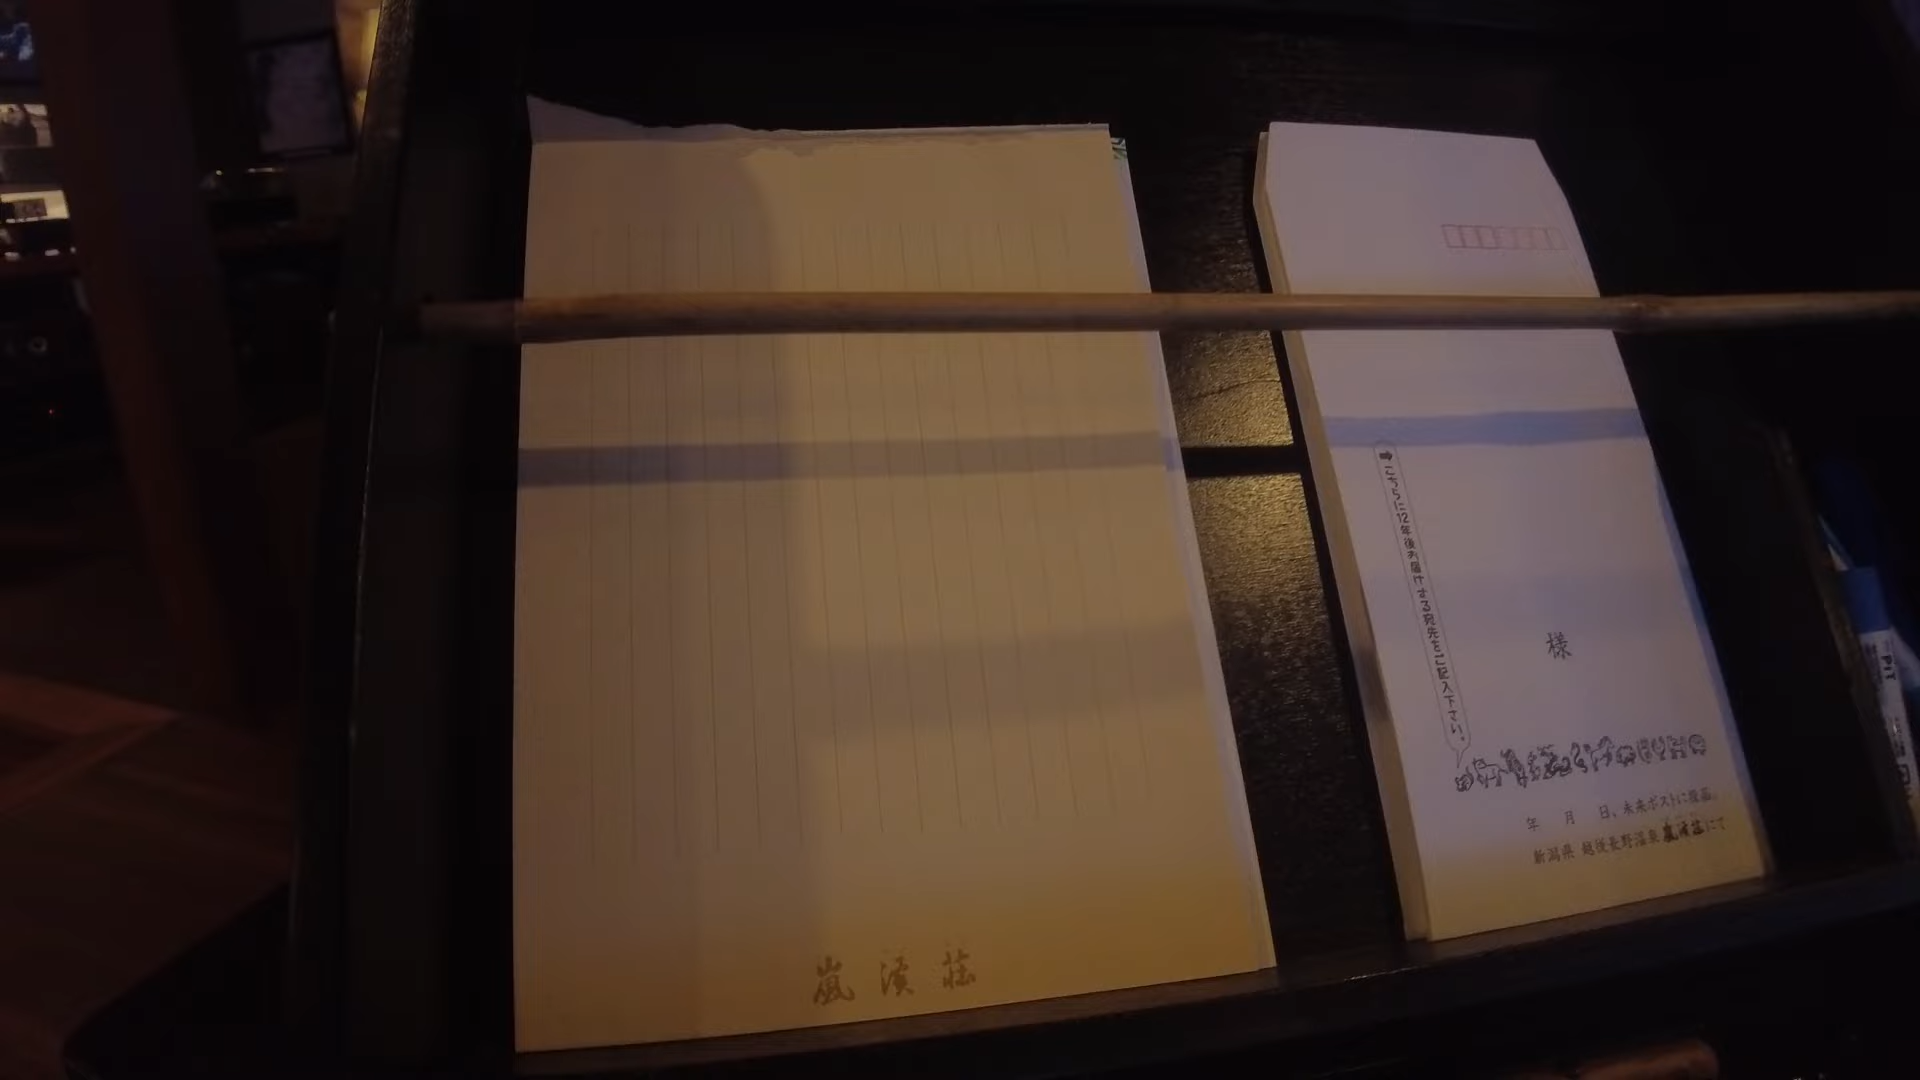 嵐渓荘
➡こちらに12年後お届けする宛先をご記入下さい。
様
年 月 日、未来ポストに投函。
新潟県 越後長野温泉 嵐渓荘にて
PiT